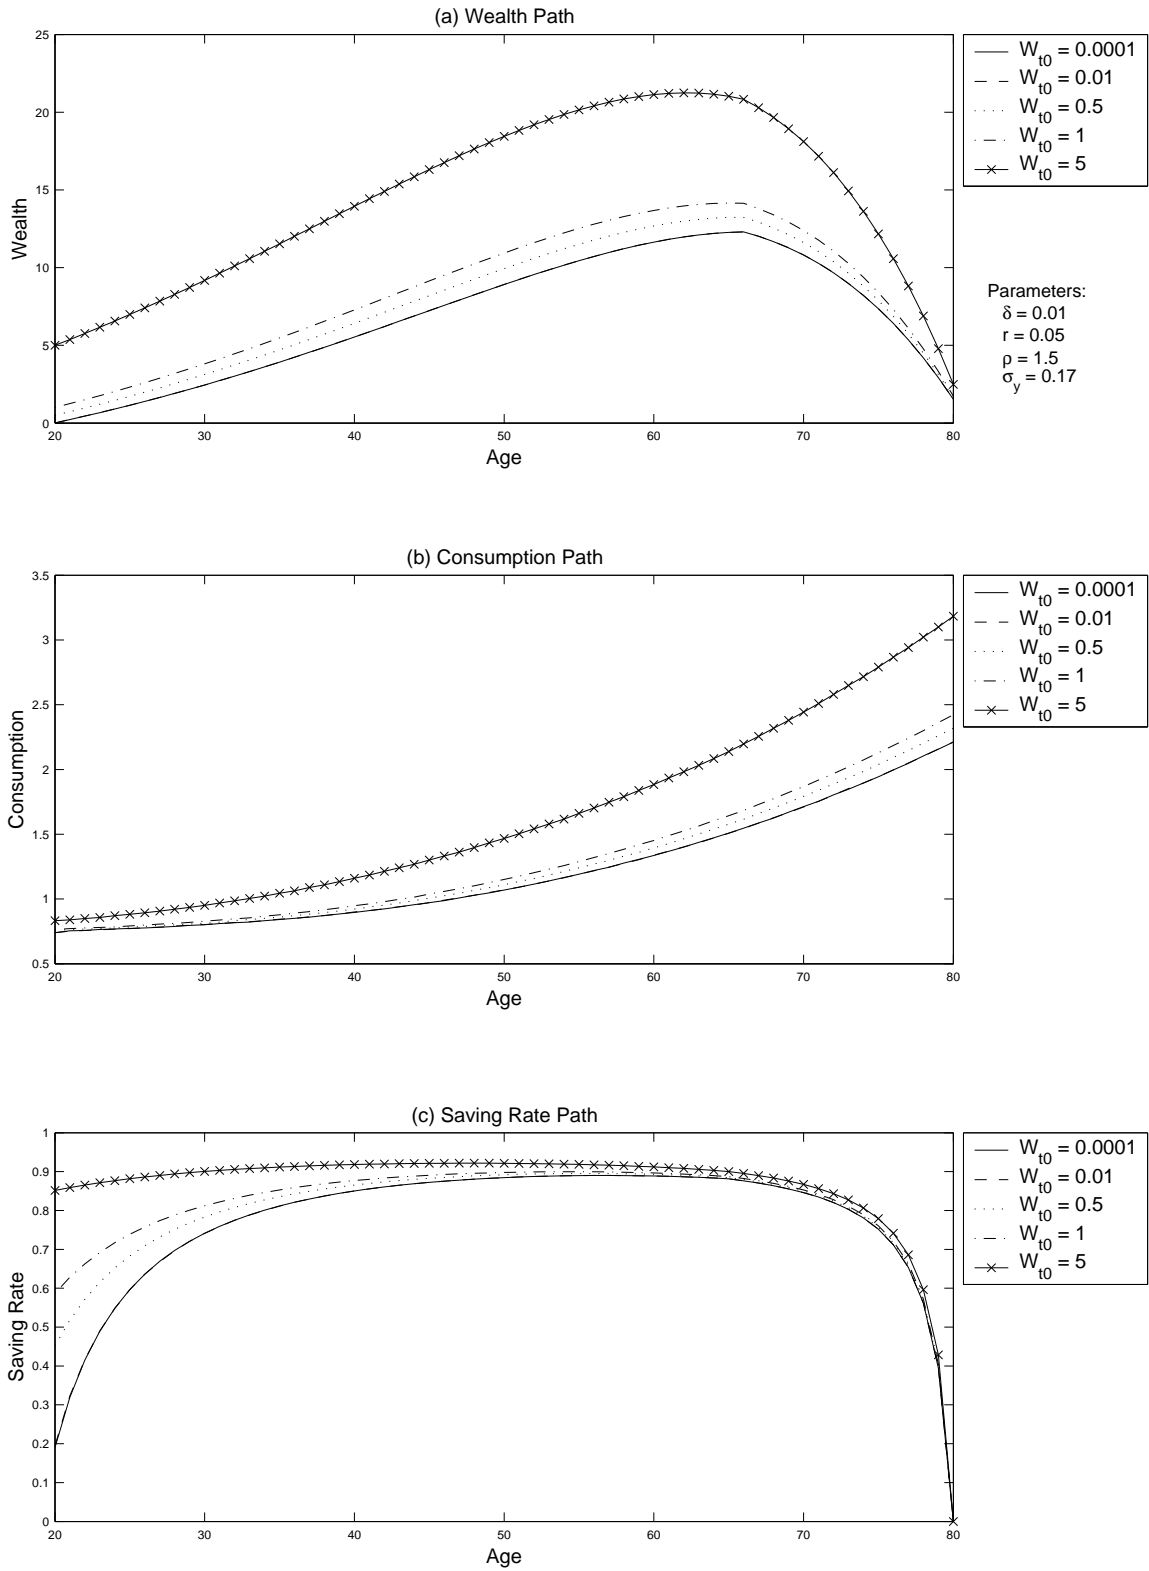 (a) Wealth Path
25
20
15
10
5
0
20 30 40 50 60 70 80
Wealth
Age
W_t0 = 0.0001
W_t0 = 0.01
W_t0 = 0.5
W_t0 = 1
W_t0 = 5
Parameters:
δ = 0.01
r = 0.05
ρ = 1.5
σ_y = 0.17
(b) Consumption Path
3.5
3
2.5
2
1.5
1
0.5
20 30 40 50 60 70 80
Consumption
Age
W_t0 = 0.0001
W_t0 = 0.01
W_t0 = 0.5
W_t0 = 1
W_t0 = 5
(c) Saving Rate Path
1
0.9
0.8
0.7
0.6
0.5
0.4
0.3
0.2
0.1
0
20 30 40 50 60 70 80
Saving Rate
Age
W_t0 = 0.0001
W_t0 = 0.01
W_t0 = 0.5
W_t0 = 1
W_t0 = 5